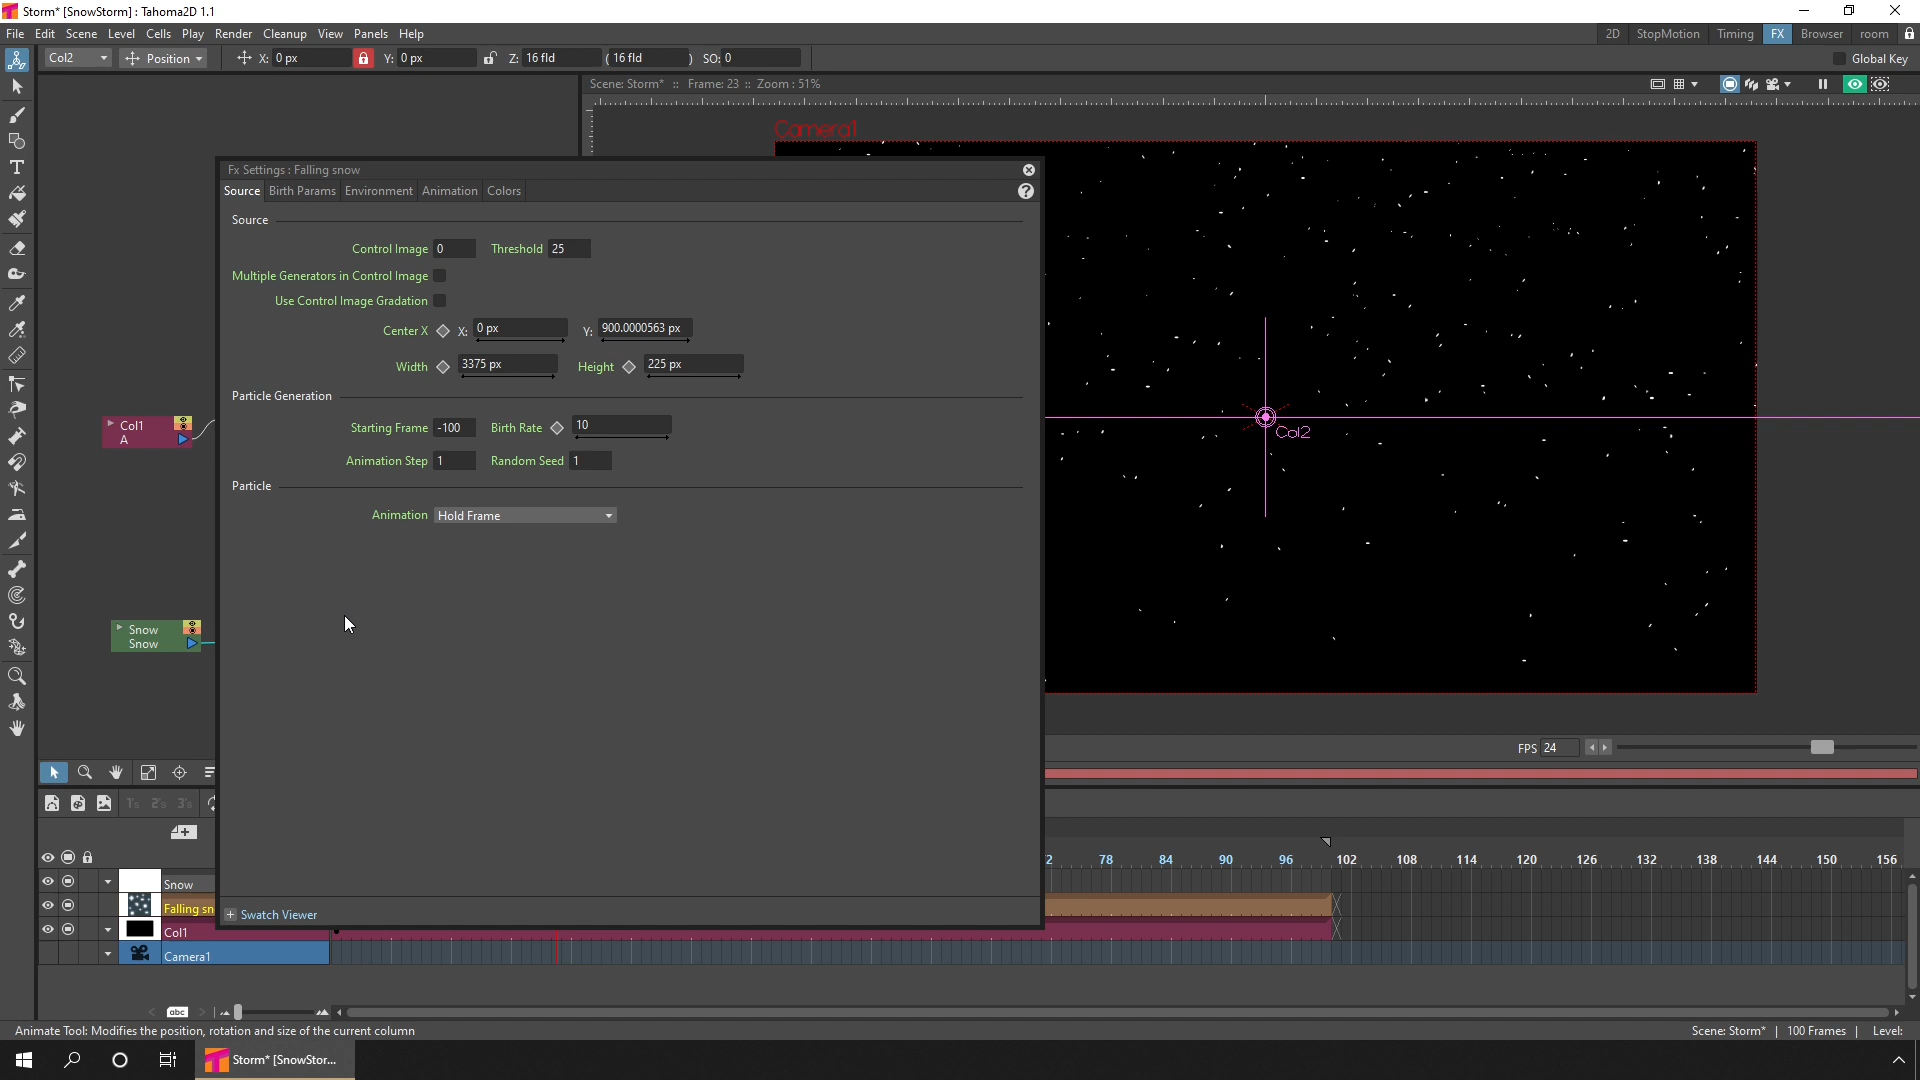 Storm* [SnowStorm] : Tahoma2D 1.1
File Edit Scene Level Cells Play Render Cleanup View Panels Help
2D StopMotion Timing FX Browser room
Col2 Position X: 0 px Y: 0 px Z: 16 fld ( 16 fld ) SO: 0 Global Key
Scene: Storm* :: Frame: 23 :: Zoom : 51%
Camera1
Col2
Fx Settings : Falling snow
Source Birth Params Environment Animation Colors
?
Source
Control Image 0 Threshold 25
Multiple Generators in Control Image
Use Control Image Gradation
Center X X: 0 px Y: 900.0000563 px
Width 3375 px Height 225 px
Particle Generation
Starting Frame -100 Birth Rate 10
Animation Step 1 Random Seed 1
Particle
Animation Hold Frame
Swatch Viewer
Col1
A
Snow
Snow
FPS 24
1's 2's 3's
2 78 84 90 96 102 108 114 120 126 132 138 144 150 156
Snow
Falling sn
Col1
Camera1
abc
Animate Tool: Modifies the position, rotation and size of the current column
Scene: Storm* | 100 Frames | Level:
Storm* [SnowStor...